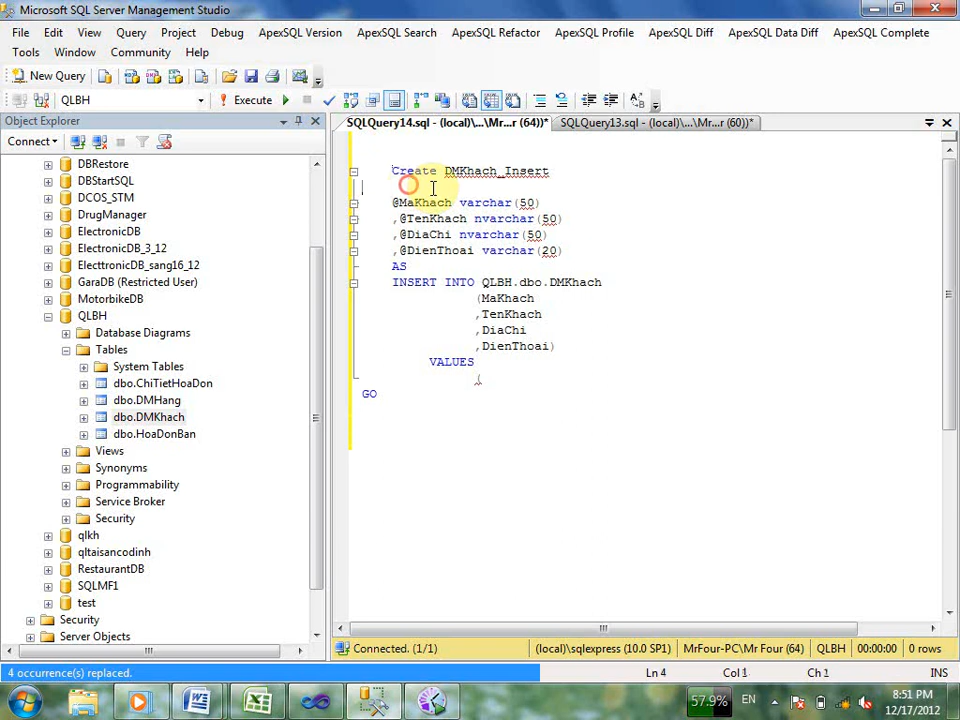 Microsoft SQL Server Management Studio
File Edit View Query Project Debug ApexSQL Version ApexSQL Search ApexSQL Refactor ApexSQL Profile ApexSQL Diff ApexSQL Data Diff ApexSQL Complete
Tools Window Community Help
New Query
QLBH Execute
Object Explorer
Connect
DBRestore
DBStartSQL
DCOS_STM
DrugManager
ElectronicDB
ElectronicDB_3_12
ElecttronicDB_sang16_12
GaraDB (Restricted User)
MotorbikeDB
QLBH
Database Diagrams
Tables
System Tables
dbo.ChiTietHoaDon
dbo.DMHang
dbo.DMKhach
dbo.HoaDonBan
Views
Synonyms
Programmability
Service Broker
Security
qlkh
qltaisancodinh
RestaurantDB
SQLMF1
test
Security
Server Objects
SQLQuery14.sql - (local)\...\Mr...r (64))* SQLQuery13.sql - (local)\...\Mr...r (60))*
Create DMKhach_Insert
@MaKhach varchar(50)
,@TenKhach nvarchar(50)
,@DiaChi nvarchar(50)
,@DienThoai varchar(20)
AS
INSERT INTO QLBH.dbo.DMKhach
(MaKhach
,TenKhach
,DiaChi
,DienThoai)
VALUES
(
GO
Connected. (1/1) (local)\sqlexpress (10.0 SP1) MrFour-PC\Mr Four (64) QLBH 00:00:00 0 rows
4 occurrence(s) replaced. Ln 4 Col 1 Ch 1 INS
57.9% EN 8:51 PM
12/17/2012